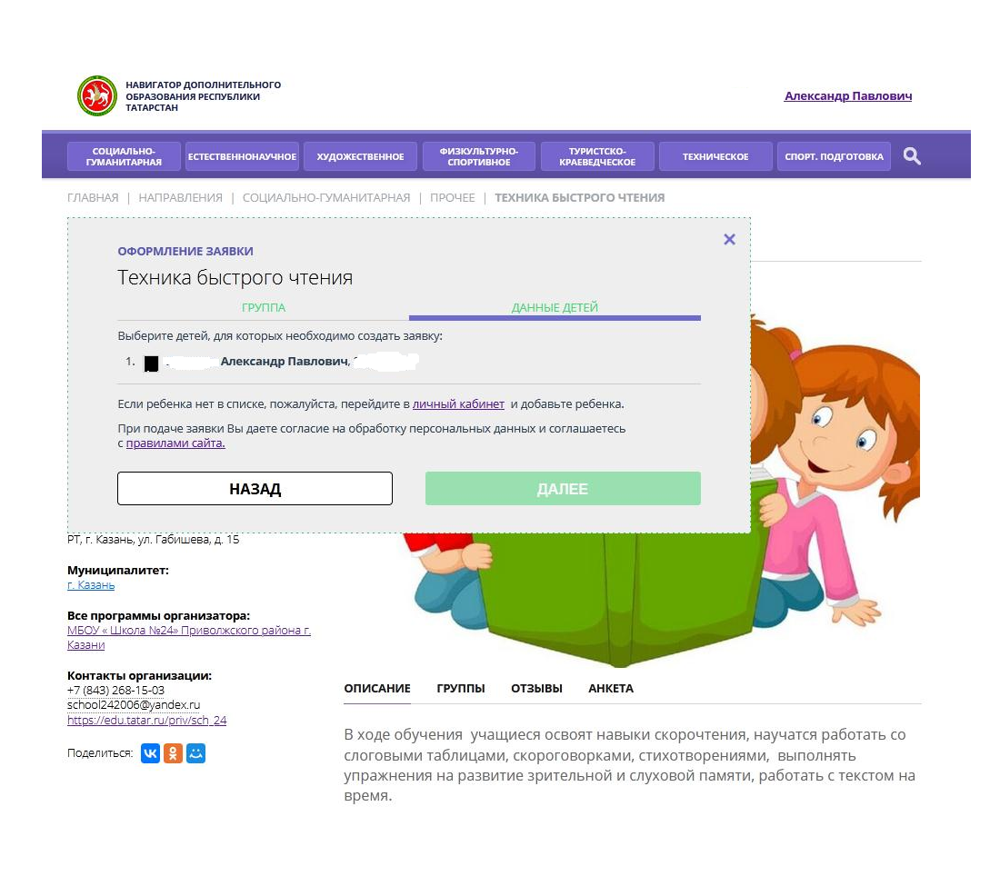 НАВИГАТОР ДОПОЛНИТЕЛЬНОГО
ОБРАЗОВАНИЯ РЕСПУБЛИКИ
ТАТАРСТАН
Александр Павлович
СОЦИАЛЬНО-
ГУМАНИТАРНАЯ
ЕСТЕСТВЕННОНАУЧНОЕ
ХУДОЖЕСТВЕННОЕ
ФИЗКУЛЬТУРНО-
СПОРТИВНОЕ
ТУРИСТСКО-
КРАЕВЕДЧЕСКОЕ
ТЕХНИЧЕСКОЕ
СПОРТ. ПОДГОТОВКА
ГЛАВНАЯ | НАПРАВЛЕНИЯ | СОЦИАЛЬНО-ГУМАНИТАРНАЯ | ПРОЧЕЕ | ТЕХНИКА БЫСТРОГО ЧТЕНИЯ
ОФОРМЛЕНИЕ ЗАЯВКИ
Техника быстрого чтения
ГРУППА
ДАННЫЕ ДЕТЕЙ
Выберите детей, для которых необходимо создать заявку:
1. Александр Павлович,
Если ребенка нет в списке, пожалуйста, перейдите в личный кабинет и добавьте ребенка.
При подаче заявки Вы даете согласие на обработку персональных данных и соглашаетесь
с правилами сайта.
НАЗАД
ДАЛЕЕ
РТ, г. Казань, ул. Габишева, д. 15
Муниципалитет:
г. Казань
Все программы организатора:
МБОУ « Школа №24» Приволжского района г.
Казани
Контакты организации:
+7 (843) 268-15-03
school242006@yandex.ru
https://edu.tatar.ru/priv/sch_24
Поделиться:
ОПИСАНИЕ
ГРУППЫ
ОТЗЫВЫ
АНКЕТА
В ходе обучения учащиеся освоят навыки скорочтения, научатся работать со
слоговыми таблицами, скороговорками, стихотворениями, выполнять
упражнения на развитие зрительной и слуховой памяти, работать с текстом на
время.